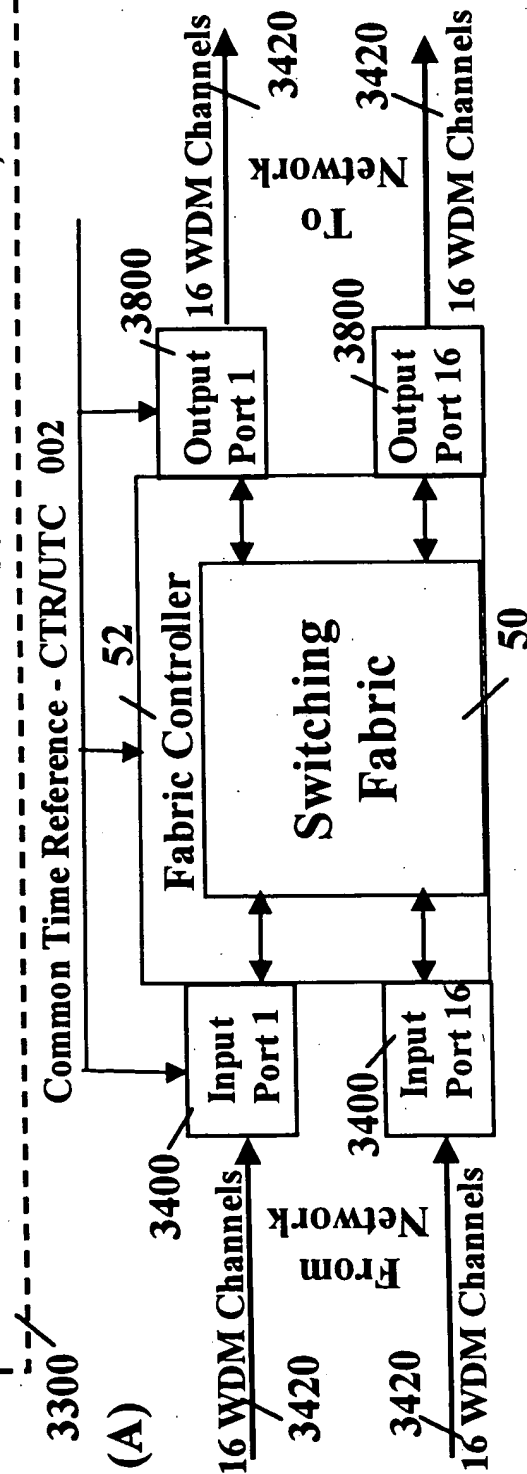 3300
(A)
Common Time Reference - CTR/UTC 002
52
Fabric Controller
Switching
Fabric
50
3400
Input
Port 1
3400
Input
Port 16
3800
Output
Port 1
3800
Output
Port 16
16 WDM Channels
3420
From
Network
3420
16 WDM Channels
16 WDM Channels
3420
To
Network
3420
16 WDM Channels